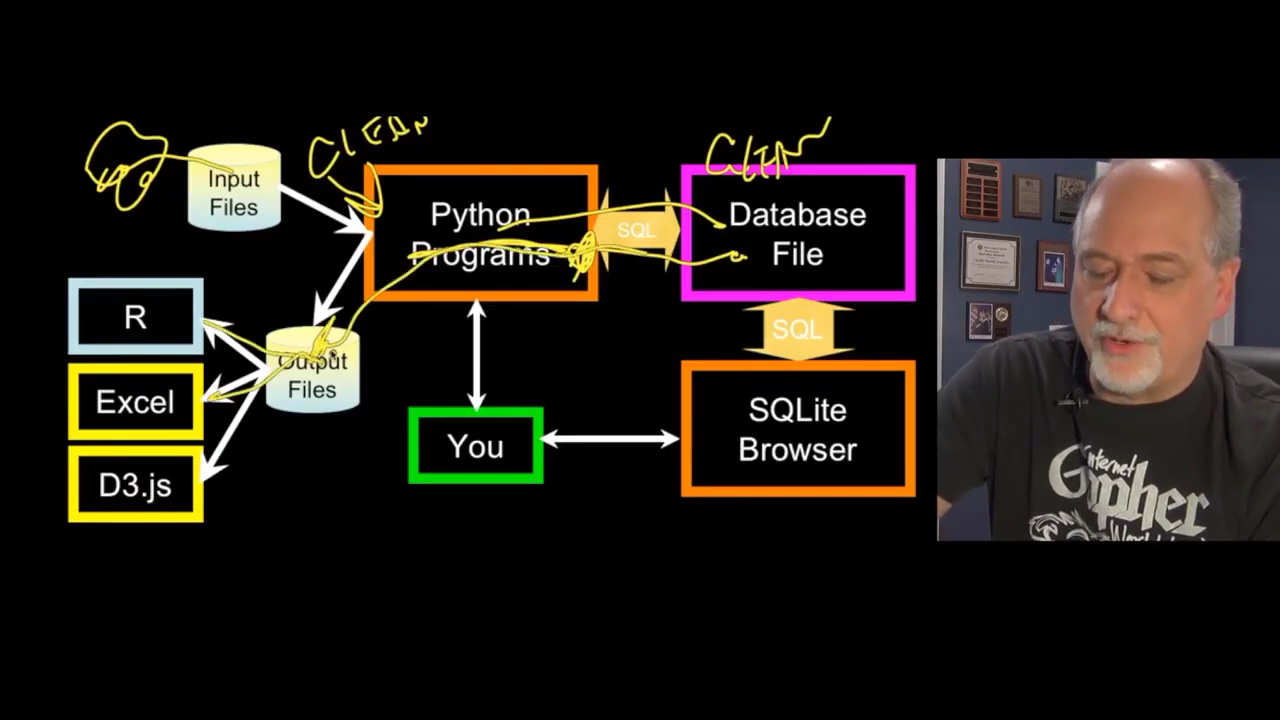 CLEAN
CLEAN
Input
Files
Python
Programs
SQL
Database
File
R
Excel
D3.js
Output
Files
SQL
You
SQLite
Browser
Internet
Gopher